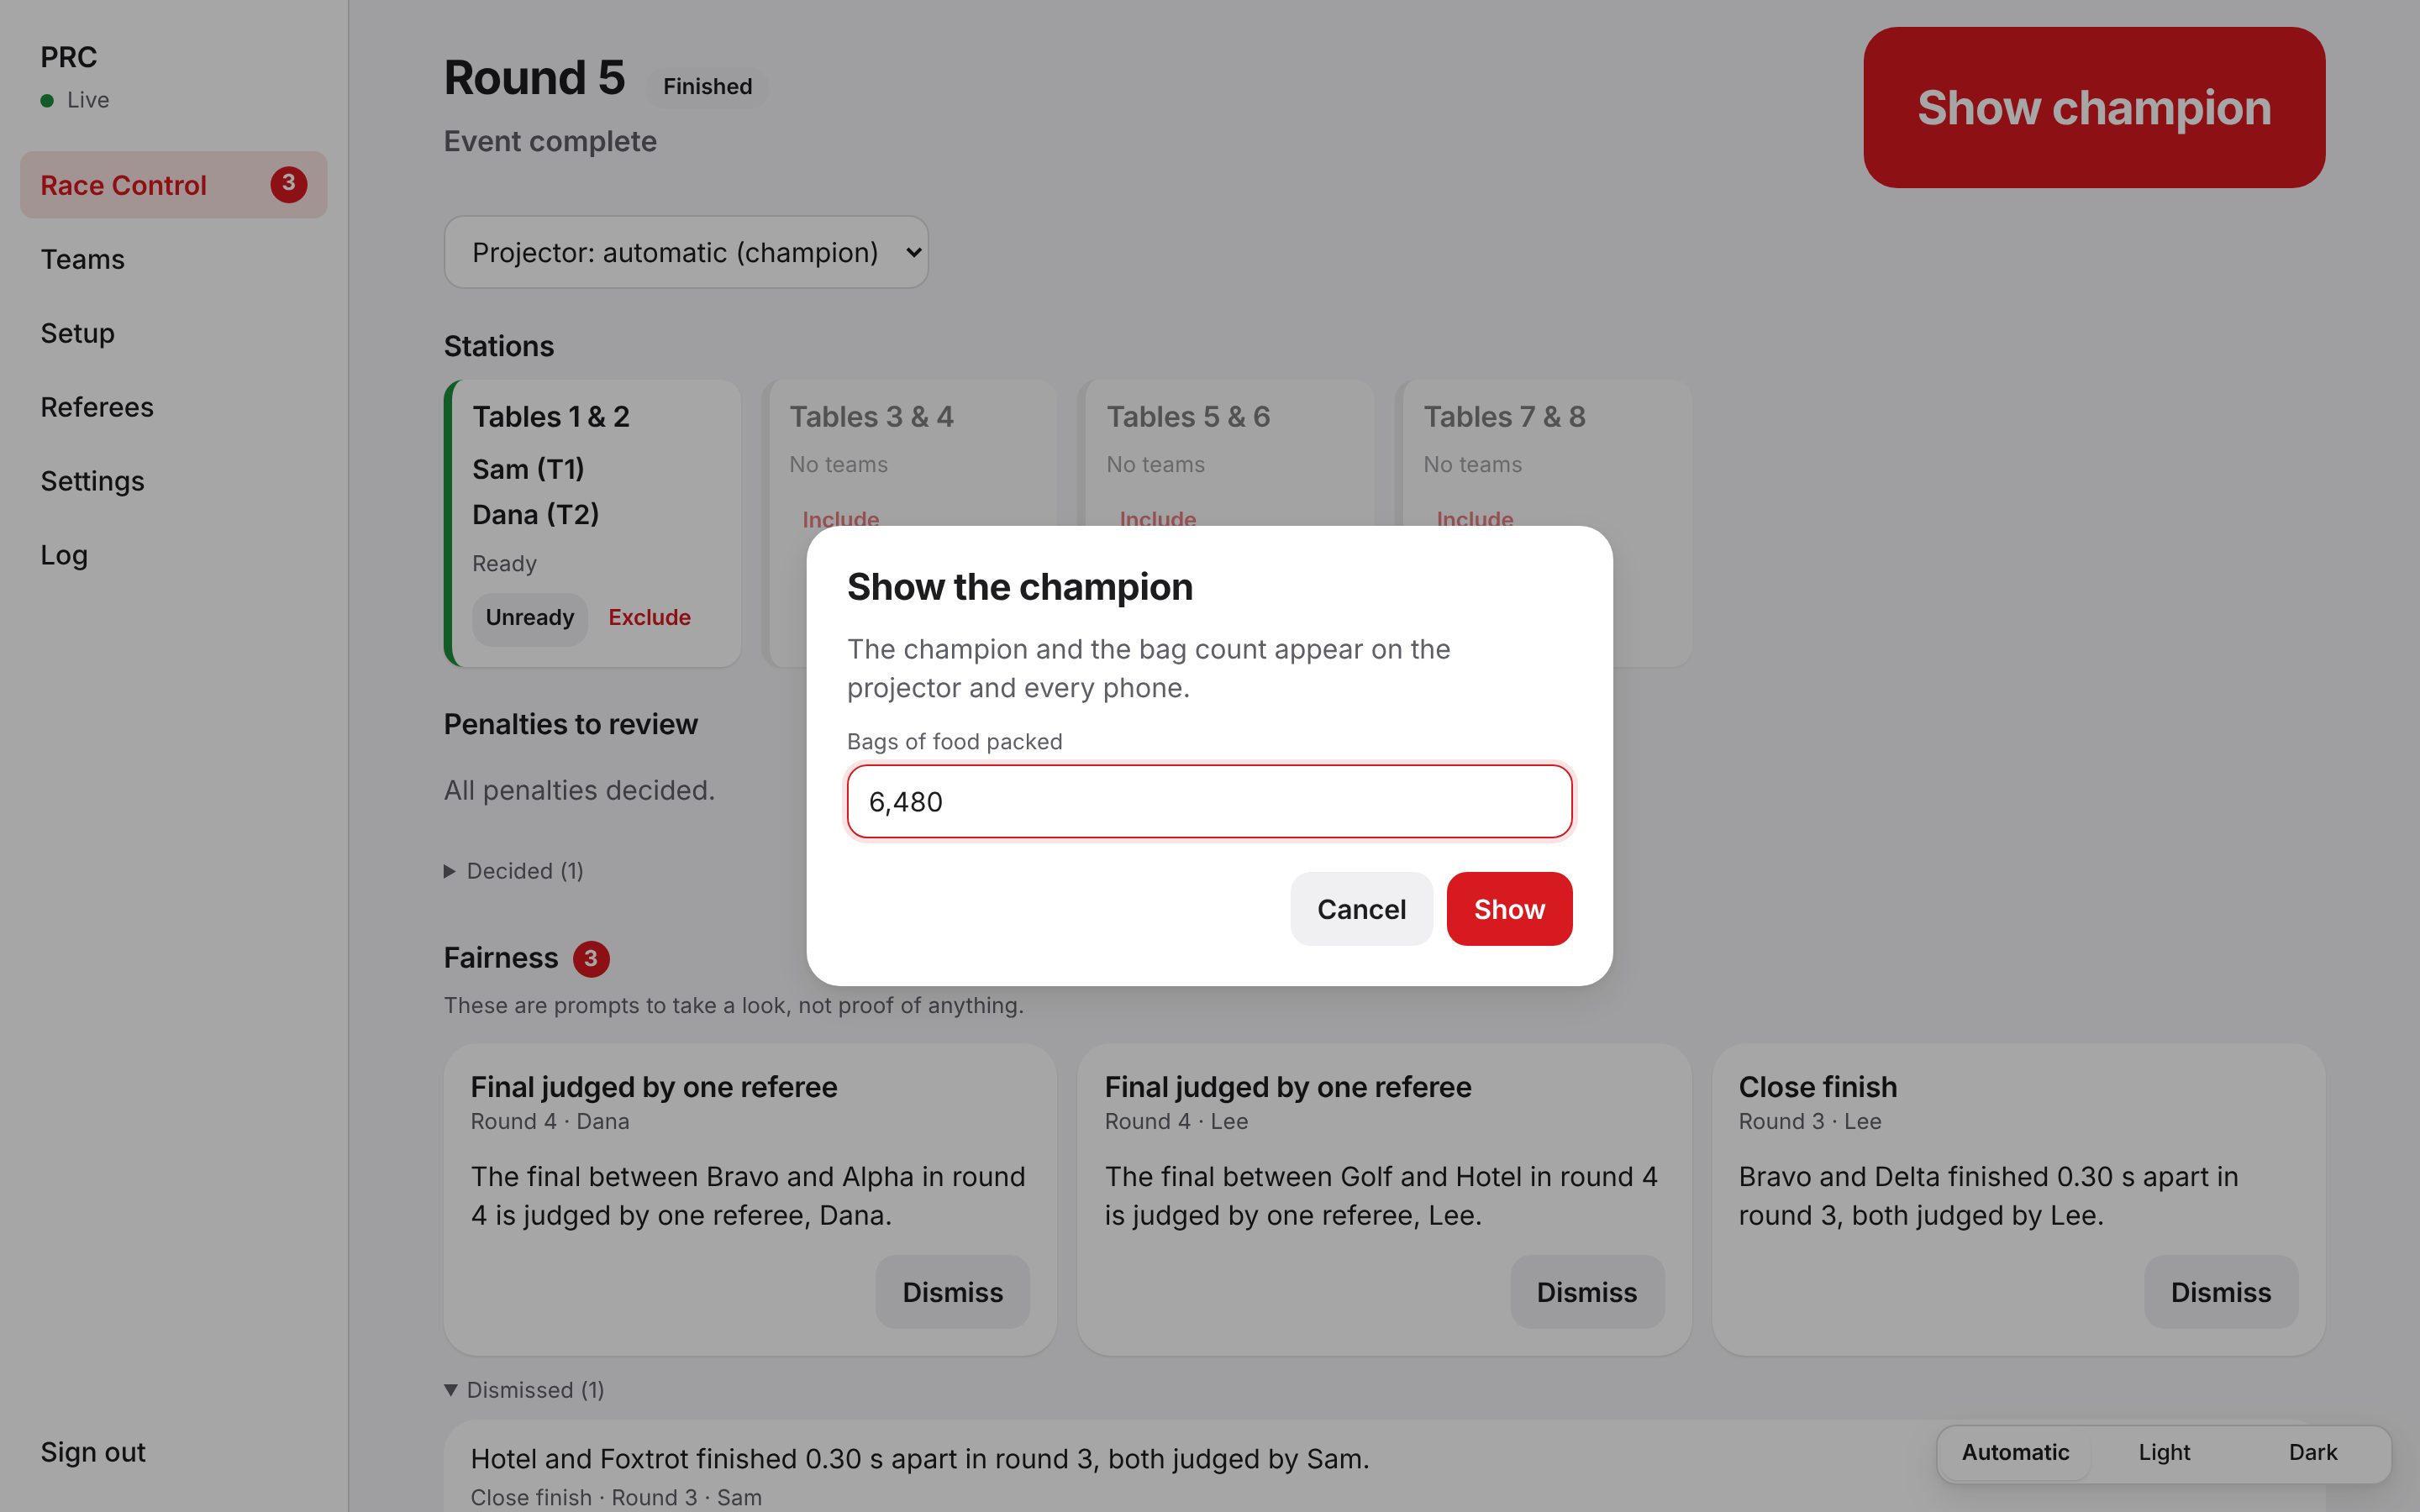 PRC
Live
Race Control 3
Teams
Setup
Referees
Settings
Log
Sign out
Round 5 Finished
Event complete
Show champion
Projector: automatic (champion)
Stations
Tables 1 & 2
Sam (T1)
Dana (T2)
Ready
Unready Exclude
Tables 3 & 4
No teams
Include
Tables 5 & 6
No teams
Include
Tables 7 & 8
No teams
Include
Show the champion
The champion and the bag count appear on the
projector and every phone.
Bags of food packed
6,480
Cancel Show
Penalties to review
All penalties decided.
Decided (1)
Fairness 3
These are prompts to take a look, not proof of anything.
Final judged by one referee
Round 4 · Dana
The final between Bravo and Alpha in round
4 is judged by one referee, Dana.
Dismiss
Final judged by one referee
Round 4 · Lee
The final between Golf and Hotel in round 4
is judged by one referee, Lee.
Dismiss
Close finish
Round 3 · Lee
Bravo and Delta finished 0.30 s apart in
round 3, both judged by Lee.
Dismiss
Dismissed (1)
Hotel and Foxtrot finished 0.30 s apart in round 3, both judged by Sam.
Close finish · Round 3 · Sam
Automatic Light Dark